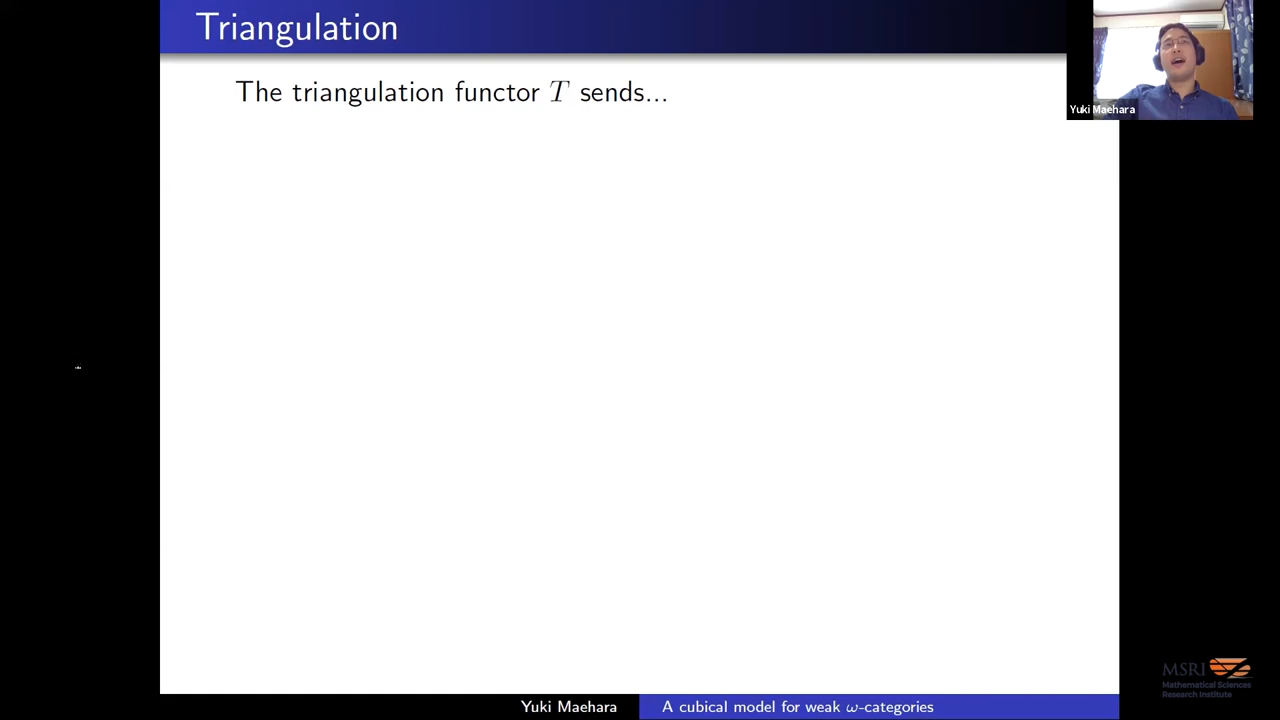 Triangulation
The triangulation functor T sends...
Yuki Maehara
Yuki Maehara
A cubical model for weak ω-categories
MSRI
Mathematical Sciences
Research Institute